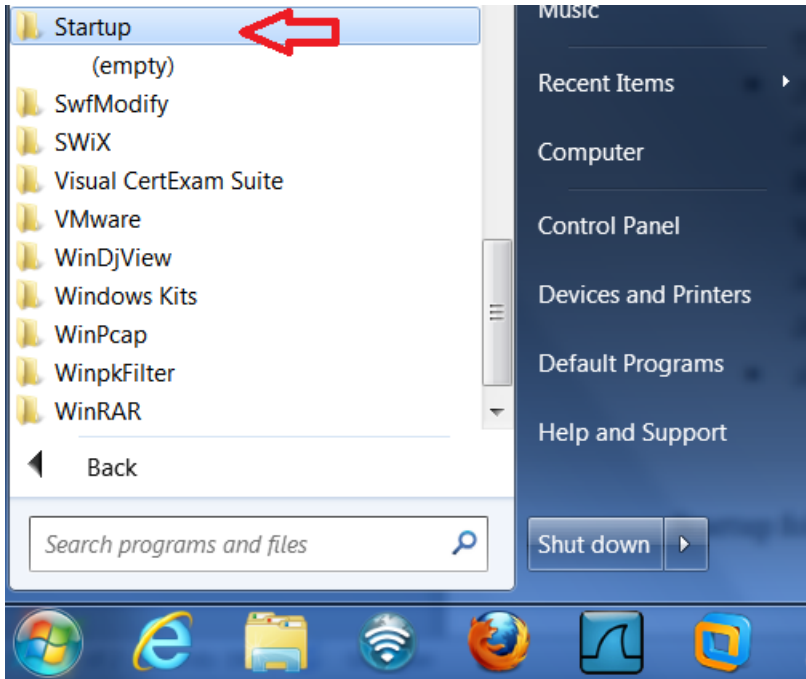 Startup
(empty)
SwfModify
SWiX
Visual CertExam Suite
VMware
WinDjView
Windows Kits
WinPcap
WinpkFilter
WinRAR
Back
Search programs and files
Music
Recent Items
Computer
Control Panel
Devices and Printers
Default Programs
Help and Support
Shut down